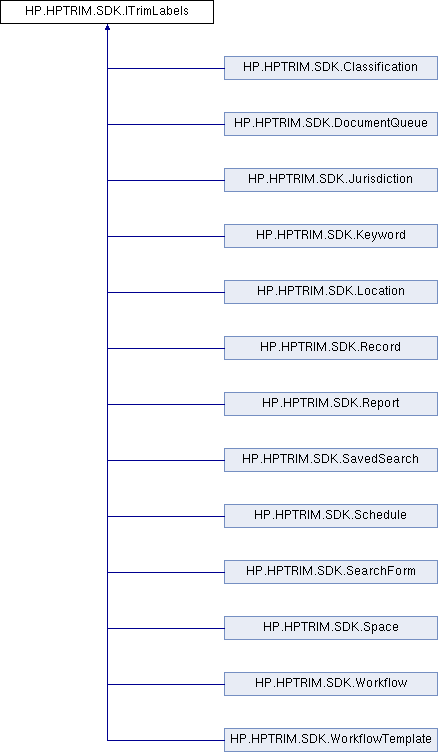 HP.HPTRIM.SDK.ITrimLabels
HP.HPTRIM.SDK.Classification
HP.HPTRIM.SDK.DocumentQueue
HP.HPTRIM.SDK.Jurisdiction
HP.HPTRIM.SDK.Keyword
HP.HPTRIM.SDK.Location
HP.HPTRIM.SDK.Record
HP.HPTRIM.SDK.Report
HP.HPTRIM.SDK.SavedSearch
HP.HPTRIM.SDK.Schedule
HP.HPTRIM.SDK.SearchForm
HP.HPTRIM.SDK.Space
HP.HPTRIM.SDK.Workflow
HP.HPTRIM.SDK.WorkflowTemplate